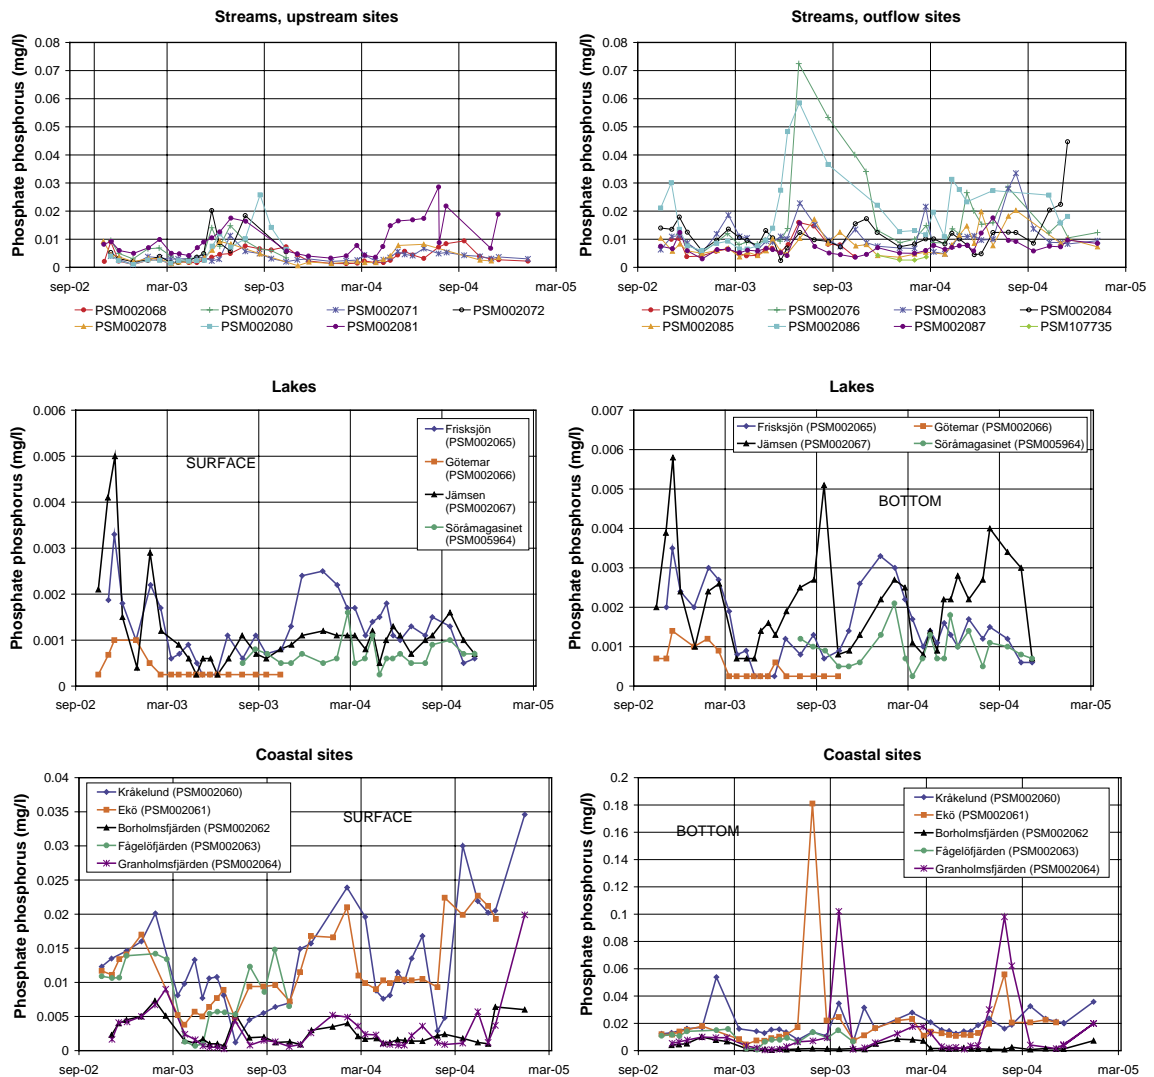 Streams, upstream sites
Phosphate phosphorus (mg/l)
0.08
0.07
0.06
0.05
0.04
0.03
0.02
0.01
0
sep-02
mar-03
sep-03
mar-04
sep-04
mar-05
PSM002068
PSM002070
PSM002071
PSM002072
PSM002078
PSM002080
PSM002081
Streams, outflow sites
Phosphate phosphorus (mg/l)
0.08
0.07
0.06
0.05
0.04
0.03
0.02
0.01
0
sep-02
mar-03
sep-03
mar-04
sep-04
mar-05
PSM002075
PSM002076
PSM002083
PSM002084
PSM002085
PSM002086
PSM002087
PSM107735
Lakes
Phosphate phosphorus (mg/l)
0.006
0.005
0.004
0.003
0.002
0.001
0
SURFACE
Frisksjön
(PSM002065)
Götemar
(PSM002066)
Jämsen
(PSM002067)
Söråmagasinet
(PSM005964)
sep-02
mar-03
sep-03
mar-04
sep-04
mar-05
Lakes
Phosphate phosphorus (mg/l)
0.007
0.006
0.005
0.004
0.003
0.002
0.001
0
Frisksjön (PSM002065)
Götemar (PSM002066)
Jämsen (PSM002067)
Söråmagasinet (PSM005964)
BOTTOM
sep-02
mar-03
sep-03
mar-04
sep-04
mar-05
Coastal sites
Phosphate phosphorus (mg/l)
0.04
0.035
0.03
0.025
0.02
0.015
0.01
0.005
0
Kråkelund (PSM002060)
Ekö (PSM002061)
Borholmsfjärden (PSM002062
Fågelöfjärden (PSM002063)
Granholmsfjärden (PSM002064)
SURFACE
sep-02
mar-03
sep-03
mar-04
sep-04
mar-05
Coastal sites
Phosphate phosphorus (mg/l)
0.2
0.18
0.16
0.14
0.12
0.1
0.08
0.06
0.04
0.02
0
BOTTOM
Kråkelund (PSM002060)
Ekö (PSM002061)
Borholmsfjärden (PSM002062
Fågelöfjärden (PSM002063)
Granholmsfjärden (PSM002064)
sep-02
mar-03
sep-03
mar-04
sep-04
mar-05